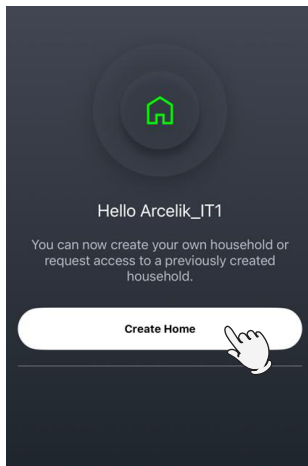 Hello Arcelik_IT1
You can now create your own household or
request access to a previously created
household.
Create Home